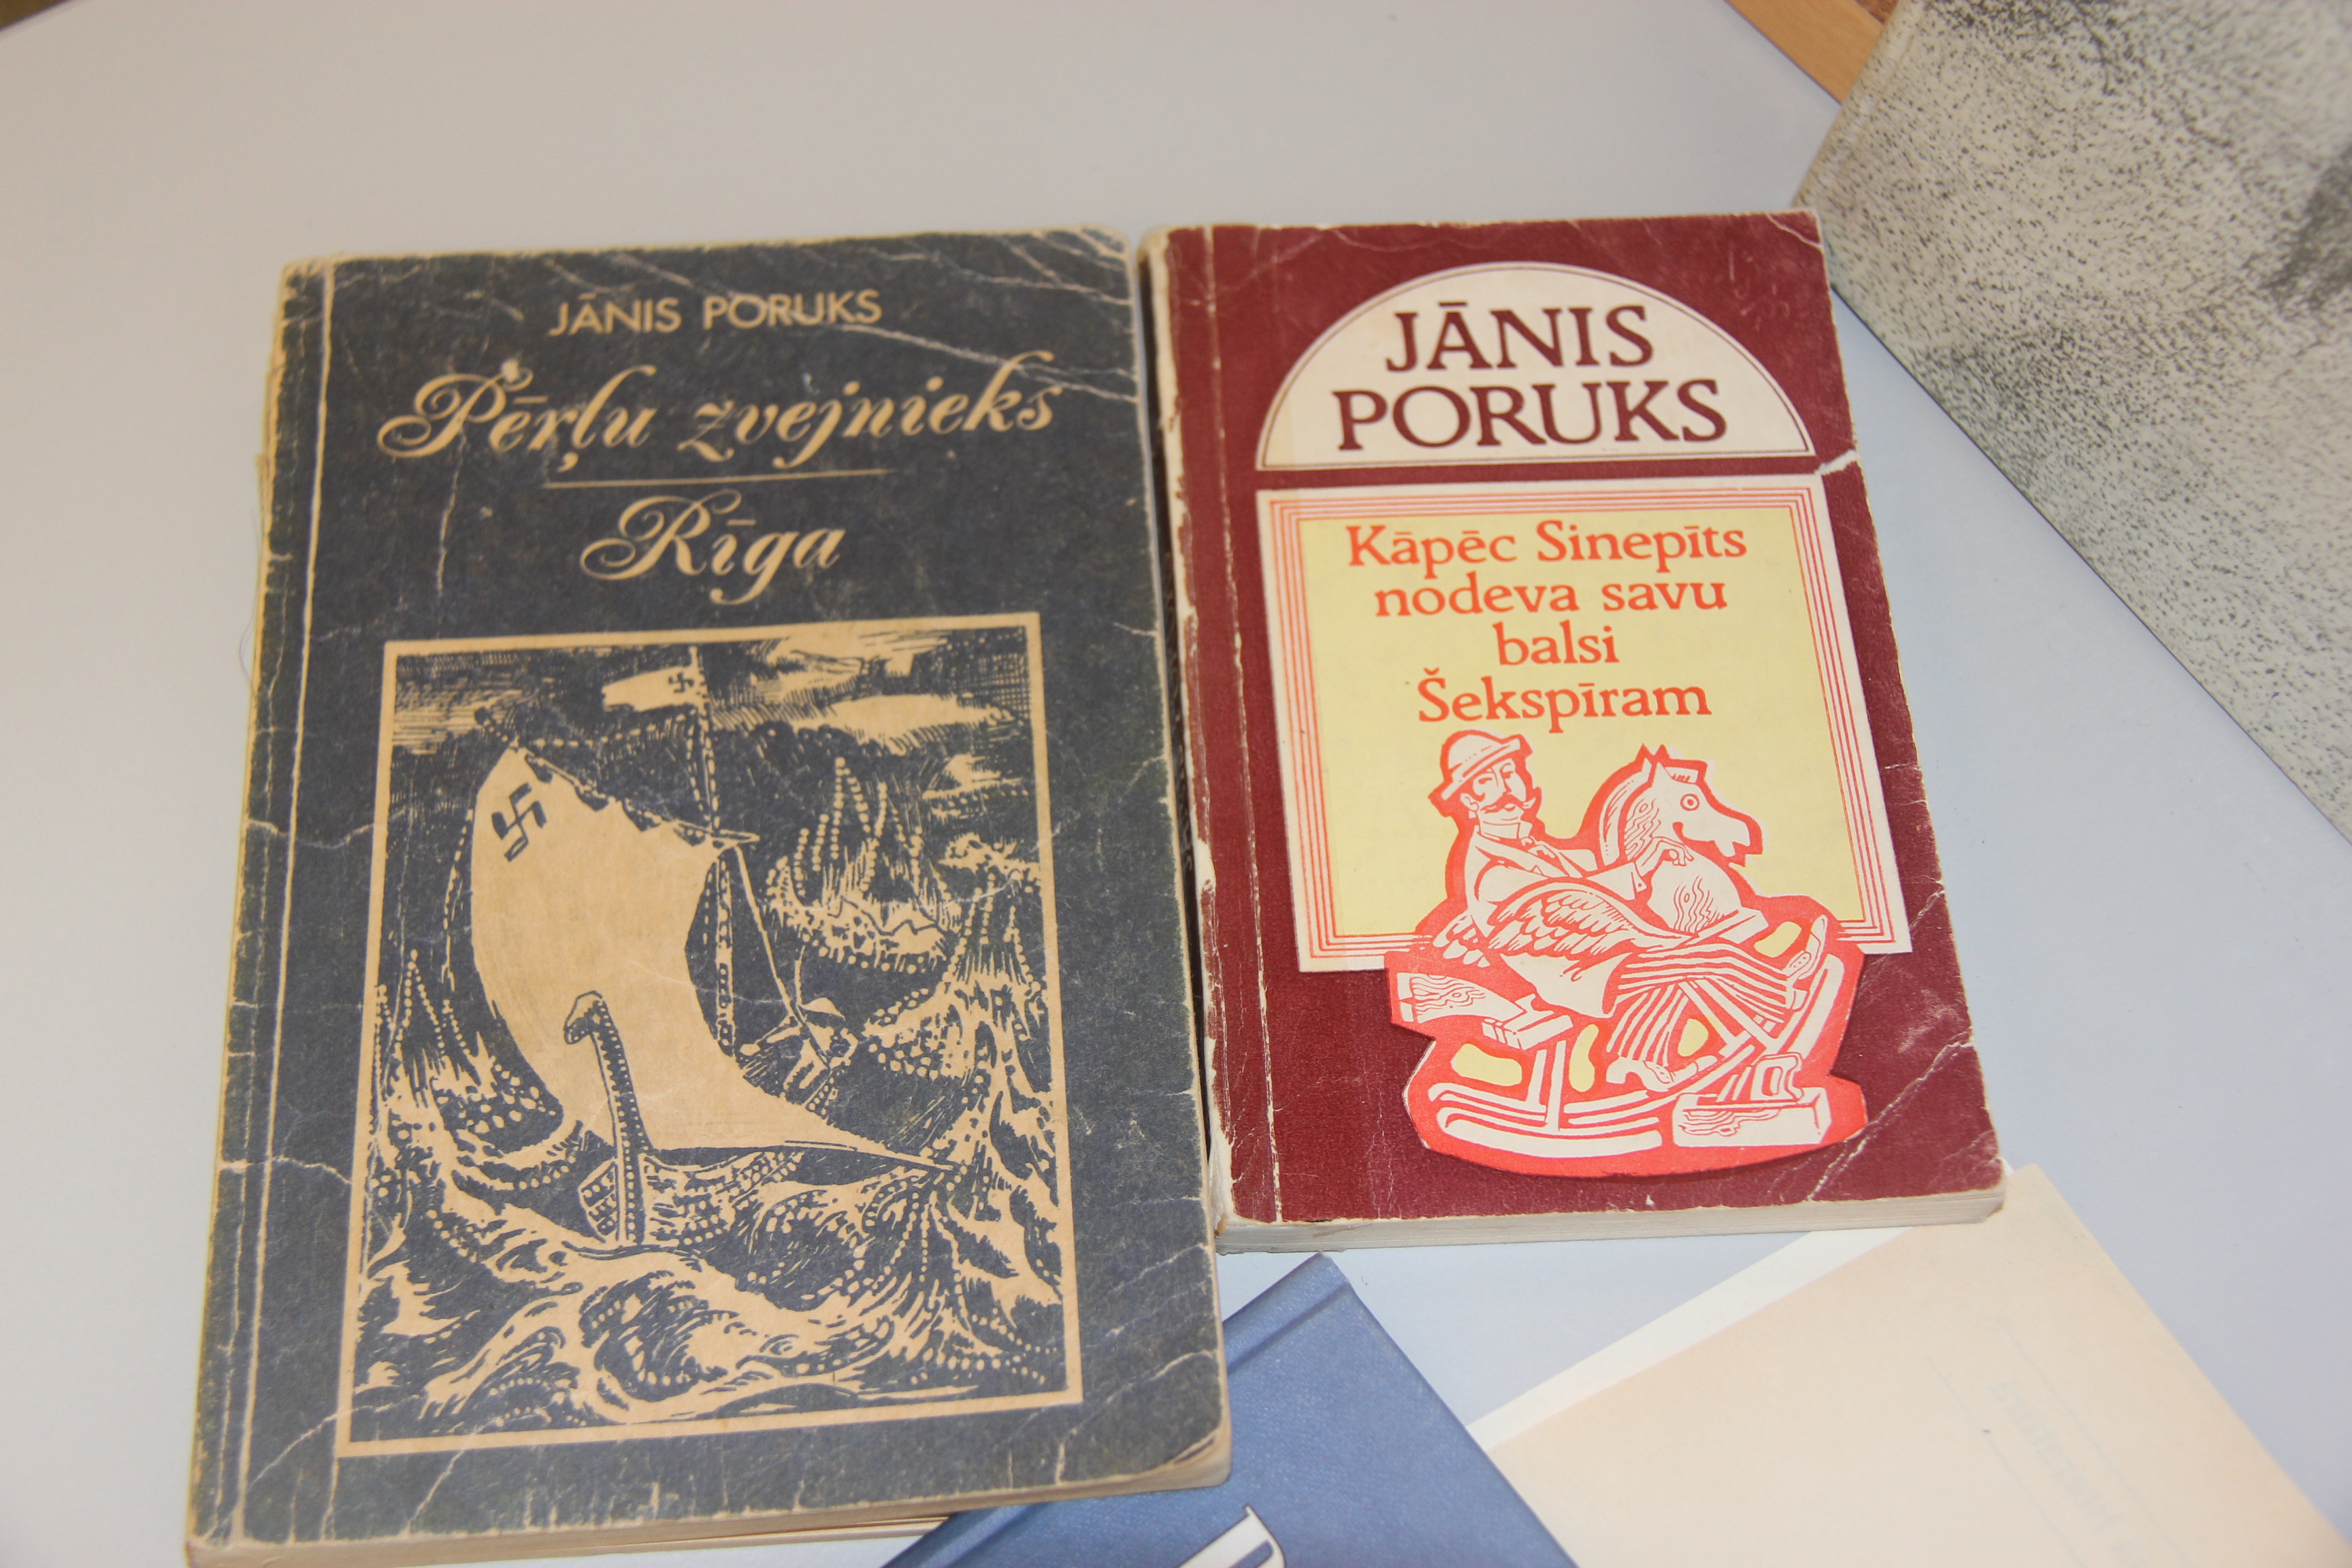 JĀNIS PORUKS
Pērļu zvejnieks
Rīga
JĀNIS
PORUKS
Kāpēc Sinepīts
nodeva savu
balsi
Šekspīram